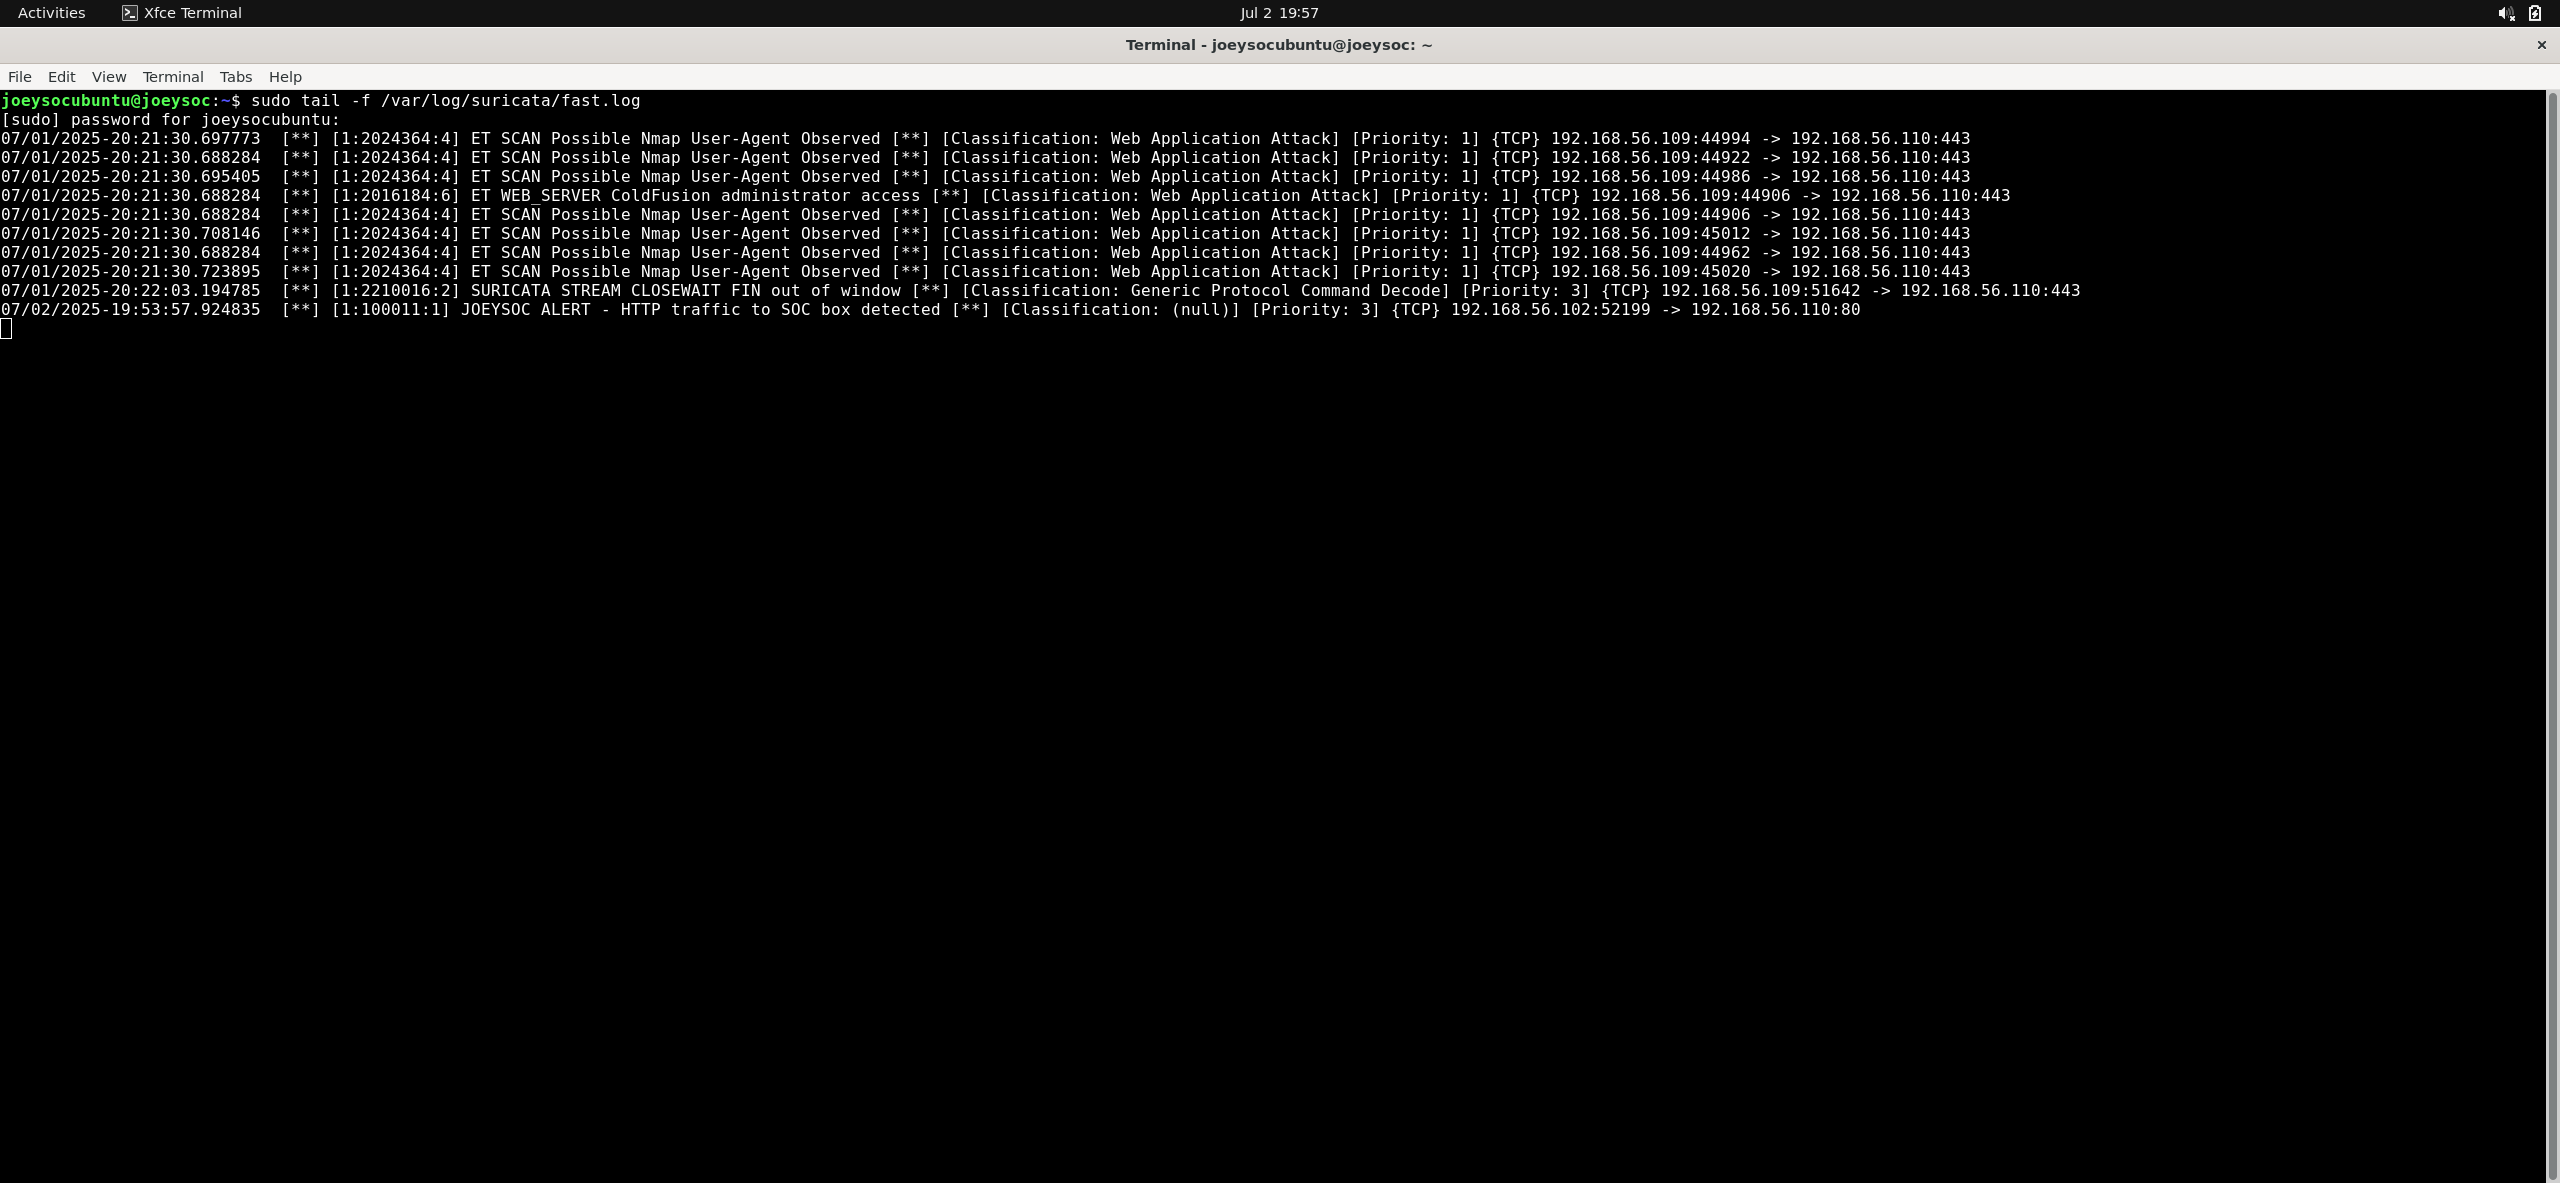 Activities Xfce Terminal Jul 2 19:57
Terminal - joeysocubuntu@joeysoc: ~ ×
File Edit View Terminal Tabs Help
joeysocubuntu@joeysoc:~$ sudo tail -f /var/log/suricata/fast.log
[sudo] password for joeysocubuntu:
07/01/2025-20:21:30.697773  [**] [1:2024364:4] ET SCAN Possible Nmap User-Agent Observed [**] [Classification: Web Application Attack] [Priority: 1] {TCP} 192.168.56.109:44994 -> 192.168.56.110:443
07/01/2025-20:21:30.688284  [**] [1:2024364:4] ET SCAN Possible Nmap User-Agent Observed [**] [Classification: Web Application Attack] [Priority: 1] {TCP} 192.168.56.109:44922 -> 192.168.56.110:443
07/01/2025-20:21:30.695405  [**] [1:2024364:4] ET SCAN Possible Nmap User-Agent Observed [**] [Classification: Web Application Attack] [Priority: 1] {TCP} 192.168.56.109:44986 -> 192.168.56.110:443
07/01/2025-20:21:30.688284  [**] [1:2016184:6] ET WEB_SERVER ColdFusion administrator access [**] [Classification: Web Application Attack] [Priority: 1] {TCP} 192.168.56.109:44906 -> 192.168.56.110:443
07/01/2025-20:21:30.688284  [**] [1:2024364:4] ET SCAN Possible Nmap User-Agent Observed [**] [Classification: Web Application Attack] [Priority: 1] {TCP} 192.168.56.109:44906 -> 192.168.56.110:443
07/01/2025-20:21:30.708146  [**] [1:2024364:4] ET SCAN Possible Nmap User-Agent Observed [**] [Classification: Web Application Attack] [Priority: 1] {TCP} 192.168.56.109:45012 -> 192.168.56.110:443
07/01/2025-20:21:30.688284  [**] [1:2024364:4] ET SCAN Possible Nmap User-Agent Observed [**] [Classification: Web Application Attack] [Priority: 1] {TCP} 192.168.56.109:44962 -> 192.168.56.110:443
07/01/2025-20:21:30.723895  [**] [1:2024364:4] ET SCAN Possible Nmap User-Agent Observed [**] [Classification: Web Application Attack] [Priority: 1] {TCP} 192.168.56.109:45020 -> 192.168.56.110:443
07/01/2025-20:22:03.194785  [**] [1:2210016:2] SURICATA STREAM CLOSEWAIT FIN out of window [**] [Classification: Generic Protocol Command Decode] [Priority: 3] {TCP} 192.168.56.109:51642 -> 192.168.56.110:443
07/02/2025-19:53:57.924835  [**] [1:100011:1] JOEYSOC ALERT - HTTP traffic to SOC box detected [**] [Classification: (null)] [Priority: 3] {TCP} 192.168.56.102:52199 -> 192.168.56.110:80